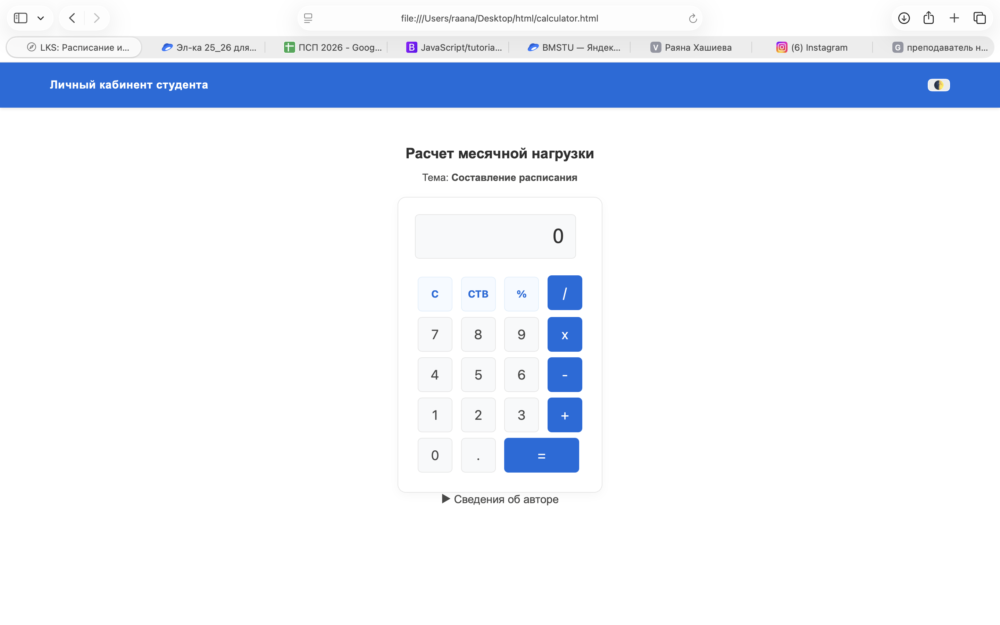 file:///Users/raana/Desktop/html/calculator.html
LKS: Расписание и...
Эл-ка 25_26 для...
ПСП 2026 - Goog...
B JavaScript/tutoria...
BMSTU — Яндек...
V Раяна Хашиева
(6) Instagram
G преподаватель н...
Личный кабинент студента
Расчет месячной нагрузки
Тема: Составление расписания
0
C СТВ % /
7 8 9 x
4 5 6 -
1 2 3 +
0 . =
Сведения об авторе